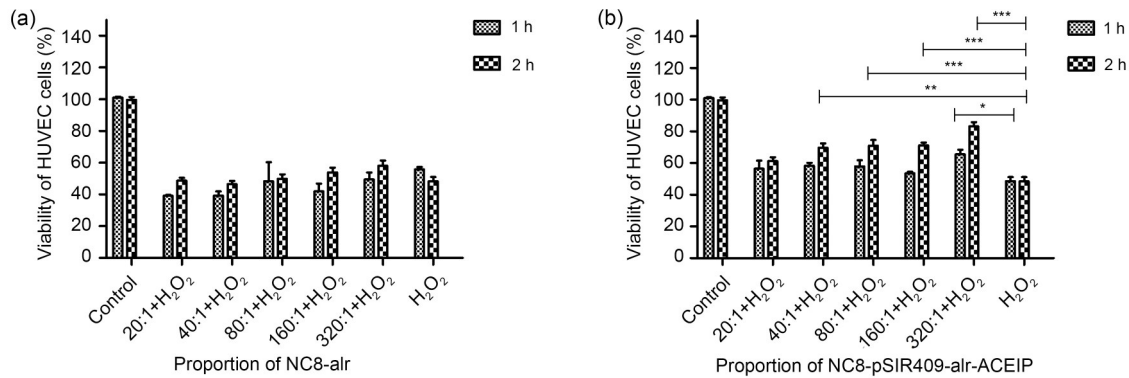 (a)
Viability of HUVEC cells (%)
140
120
100
80
60
40
20
0
1 h
2 h
Control
20:1+H₂O₂
40:1+H₂O₂
80:1+H₂O₂
160:1+H₂O₂
320:1+H₂O₂
H₂O₂
Proportion of NC8-alr
(b)
Viability of HUVEC cells (%)
140
120
100
80
60
40
20
0
***
***
***
**
*
1 h
2 h
Control
20:1+H₂O₂
40:1+H₂O₂
80:1+H₂O₂
160:1+H₂O₂
320:1+H₂O₂
H₂O₂
Proportion of NC8-pSIR409-alr-ACEIP